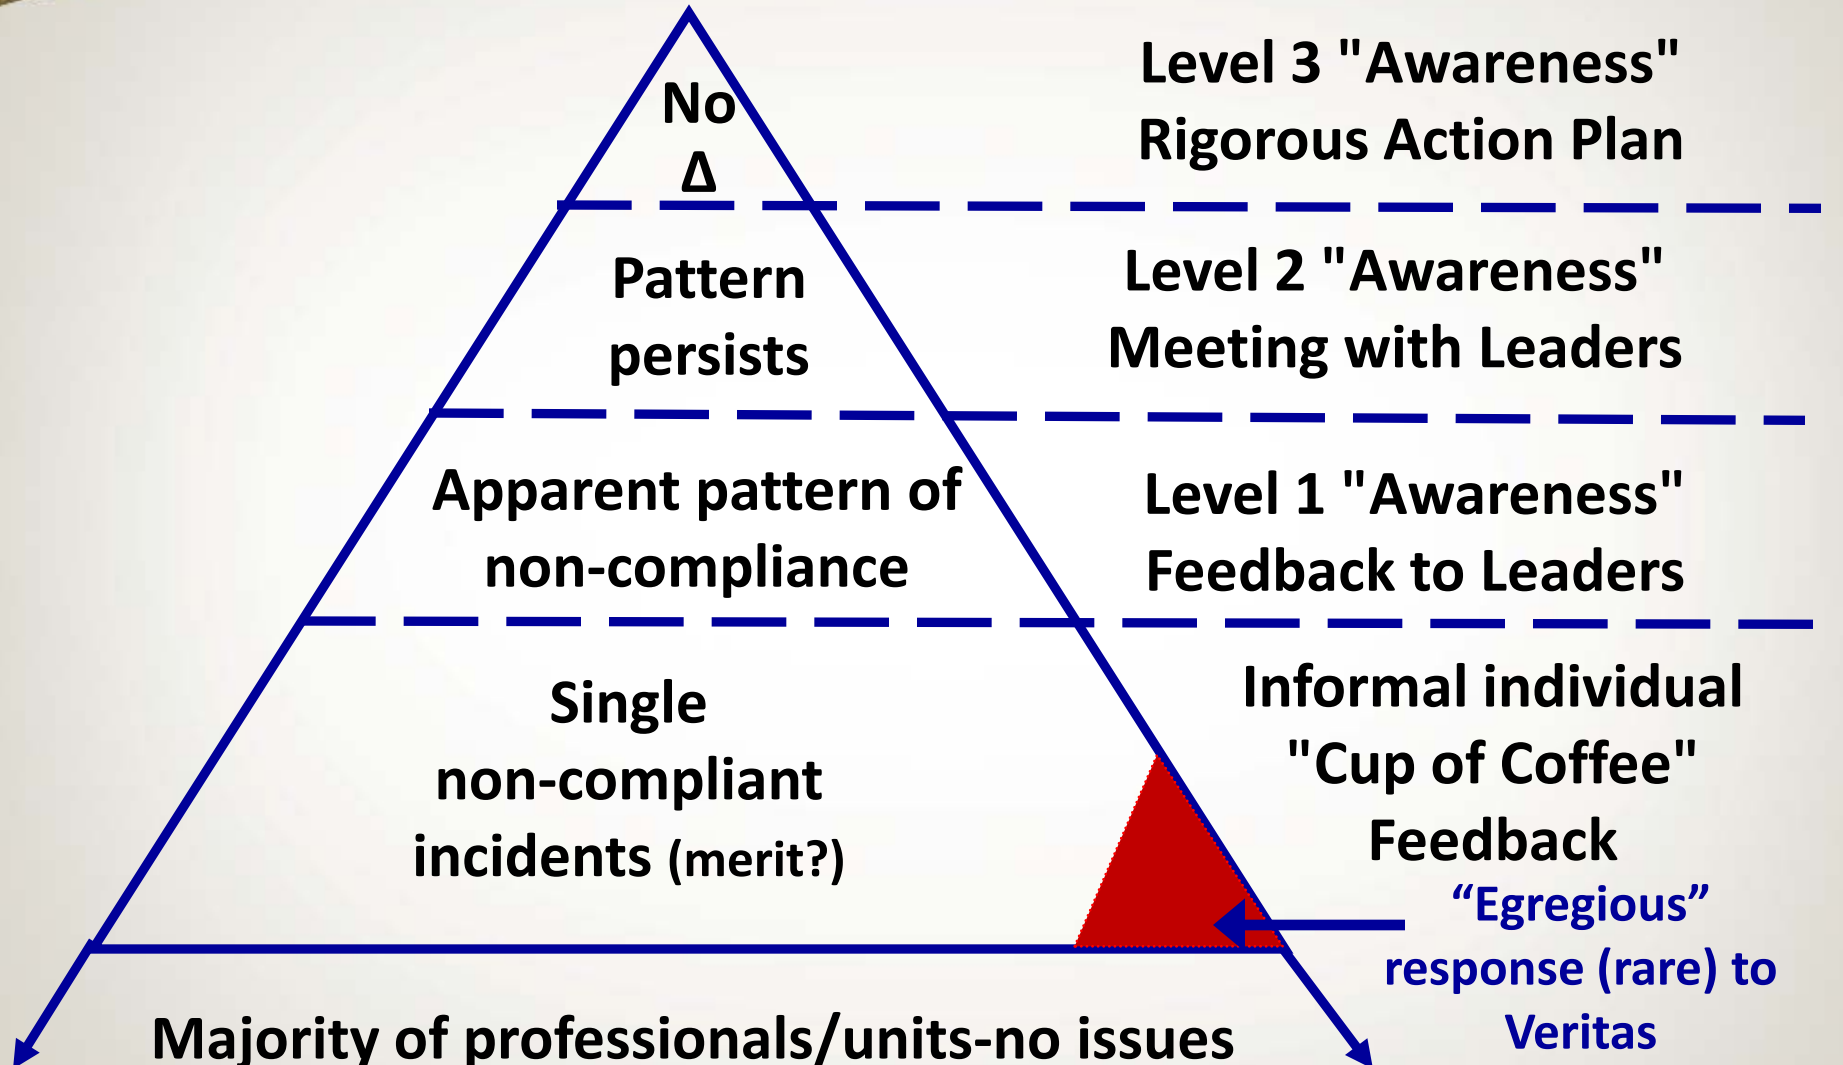 No
Δ
Level 3 "Awareness"
Rigorous Action Plan
Pattern
persists
Level 2 "Awareness"
Meeting with Leaders
Apparent pattern of
non-compliance
Level 1 "Awareness"
Feedback to Leaders
Single
non-compliant
incidents (merit?)
Informal individual
"Cup of Coffee"
Feedback
“Egregious”
response (rare) to
Veritas
Majority of professionals/units-no issues